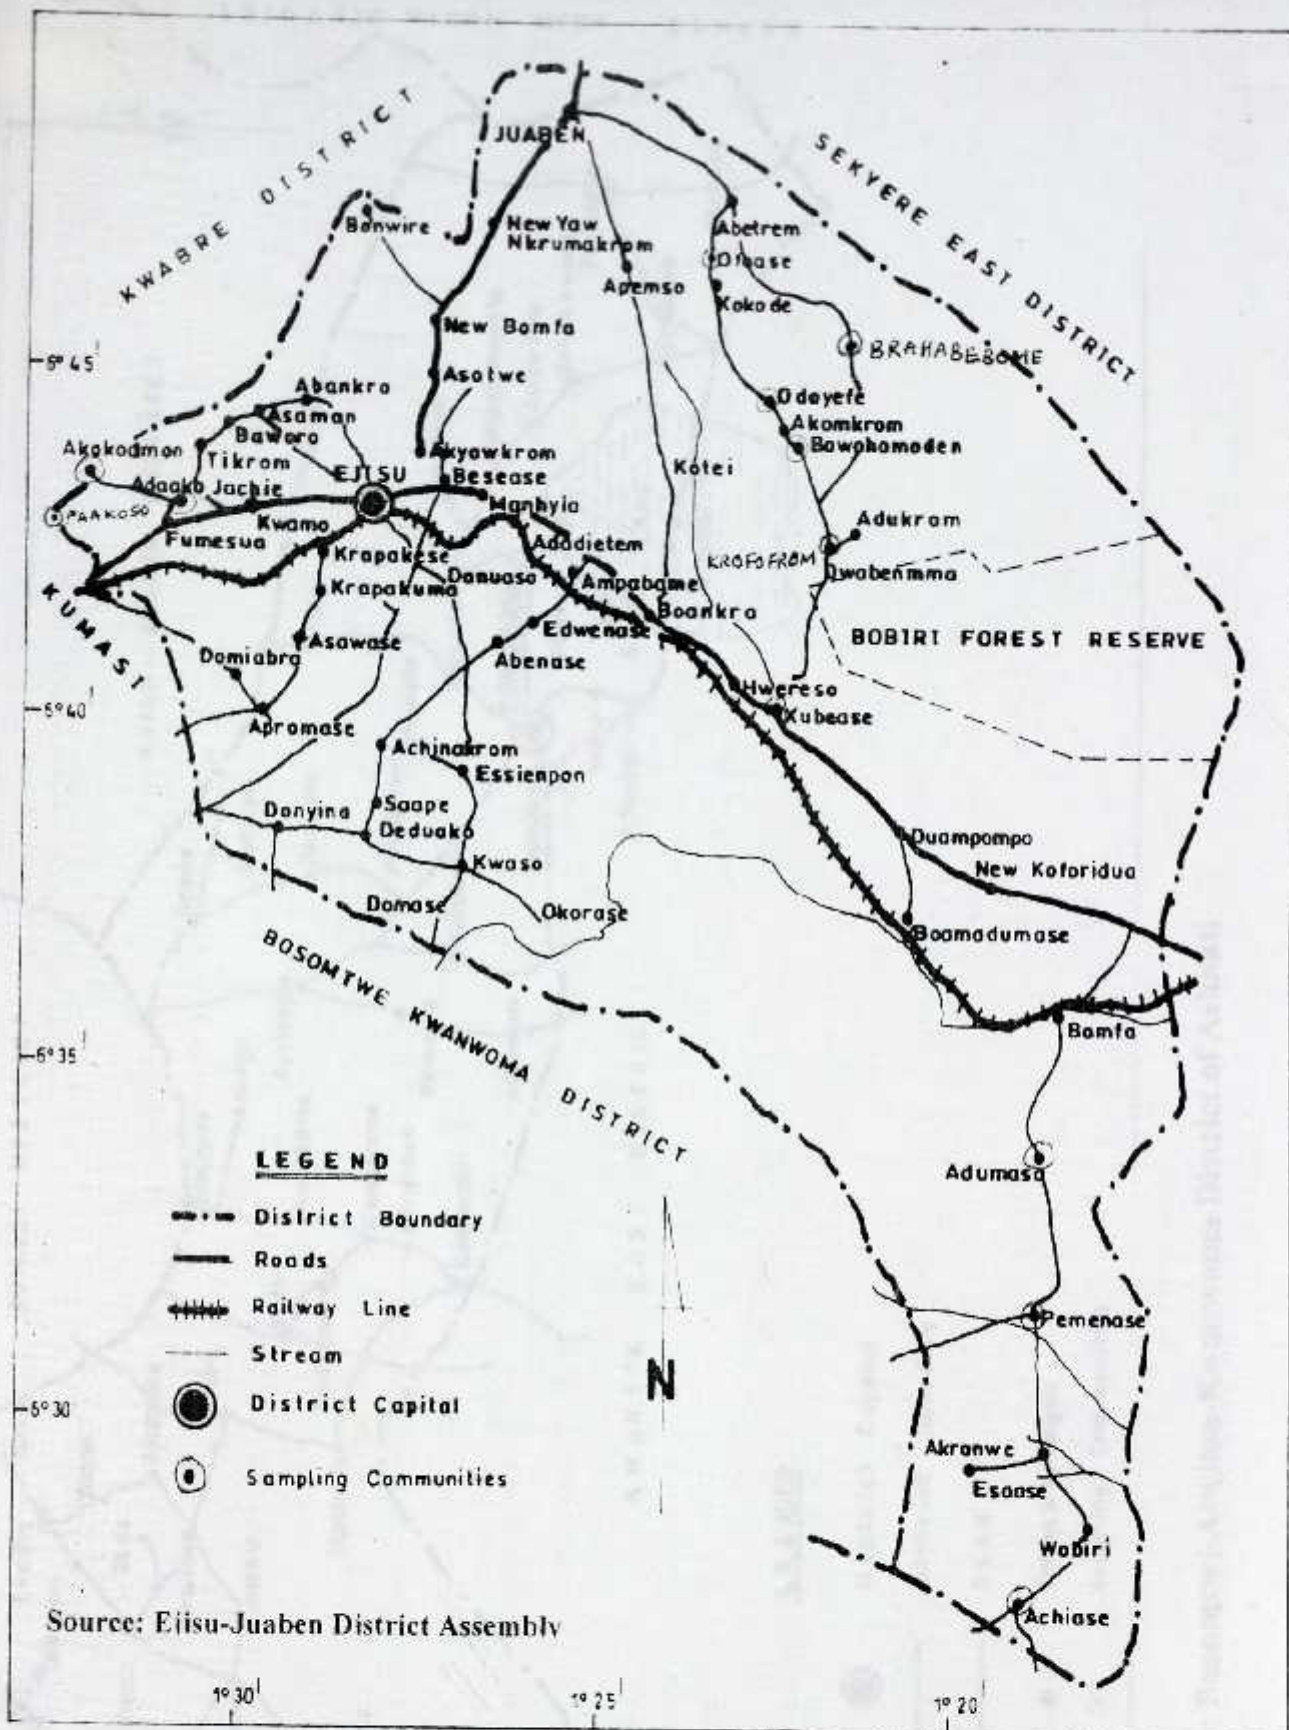 KWABRE DISTRICT
SEKYERE EAST DISTRICT
JUABEN
Bonwire
New Yaw
Nkrumakrom
Abetrem
Apemso
Kokode
New Bomfa
BRAHABEBOME
6°45
Asotwe
Abankro
Odoyefe
Asaman
Akomkrom
Baworo
Bowohomoden
Akokoamon
Tikrom
Akyawkrom
Kotei
EJISU
Besease
Adaako
Jachie
Manhyia
PAAKOSO
Kwamo
Adukrom
Fumesua
Adadietem
Krapakese
KROFOFROM
Donuaso
Ampabame
Qwabenmma
Krapakuma
KUMASI
Boankra
Edwenase
BOBIRI FOREST RESERVE
Asawase
Domiabra
Abenase
Hwereso
6°40
Kubease
Apromase
Achinakrom
Essienpon
Saape
Donyina
Deduako
Duampompo
Kwaso
New Koforidua
Domase
Okorase
Boamadumase
BOSOMTWE KWANWOMA DISTRICT
Bomfa
6°35
LEGEND
Adumasa
District Boundary
Roads
Railway Line
Pemenase
Stream
N
6°30
District Capital
Akronwe
Sampling Communities
Esaase
Wobiri
Achiase
Source: Ejisu-Juaben District Assembly
1°30
1°25
1°20